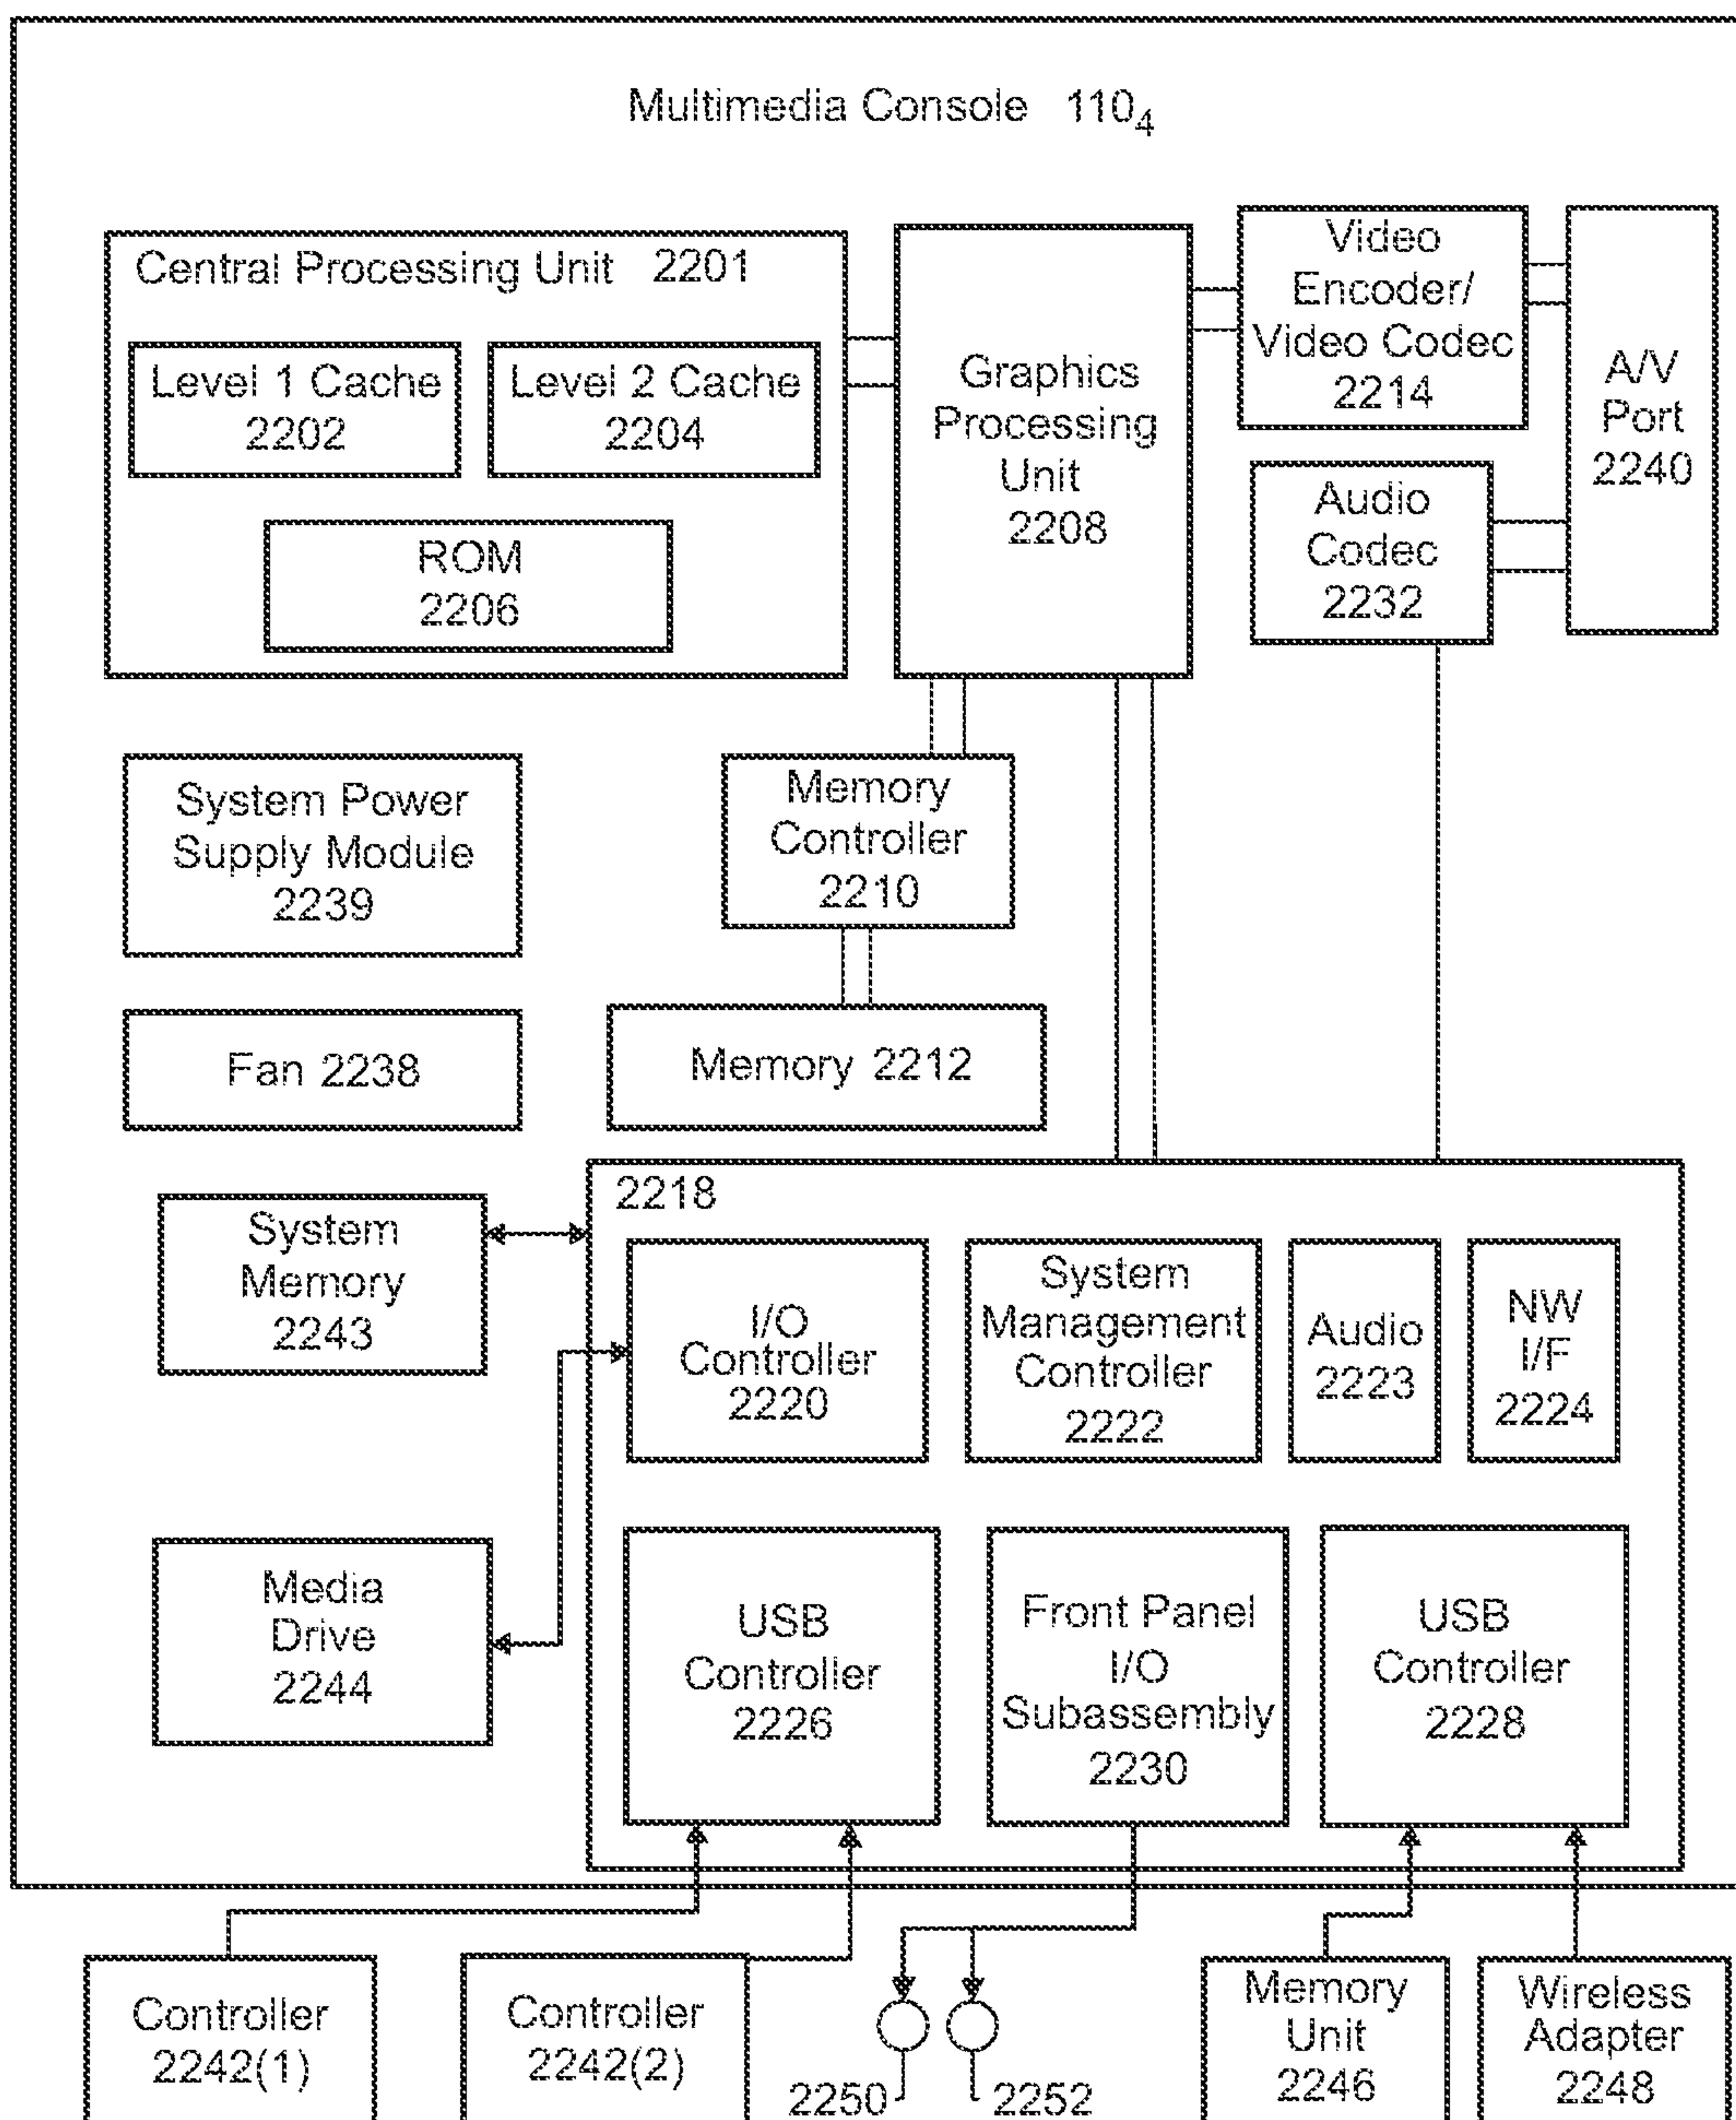 Multimedia Console 110₄
Central Processing Unit 2201
Level 1 Cache
2202
Level 2 Cache
2204
ROM
2206
Graphics
Processing
Unit
2208
Video
Encoder/
Video Codec
2214
A/V
Port
2240
Audio
Codec
2232
System Power
Supply Module
2239
Memory
Controller
2210
Fan 2238
Memory 2212
2218
System
Memory
2243
I/O
Controller
2220
System
Management
Controller
2222
Audio
2223
NW
I/F
2224
Media
Drive
2244
USB
Controller
2226
Front Panel
I/O
Subassembly
2230
USB
Controller
2228
Controller
2242(1)
Controller
2242(2)
2250
2252
Memory
Unit
2246
Wireless
Adapter
2248